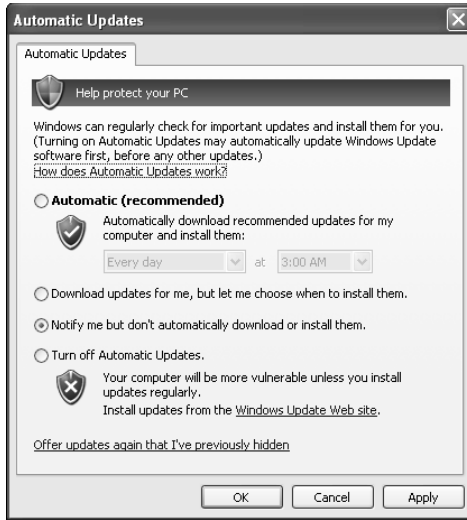 Automatic Updates
Automatic Updates
Help protect your PC
Windows can regularly check for important updates and install them for you.
(Turning on Automatic Updates may automatically update Windows Update
software first, before any other updates.)
How does Automatic Updates work?
Automatic (recommended)
Automatically download recommended updates for my
computer and install them:
Every day at 3:00 AM
Download updates for me, but let me choose when to install them.
Notify me but don't automatically download or install them.
Turn off Automatic Updates.
Your computer will be more vulnerable unless you install
updates regularly.
Install updates from the Windows Update Web site.
Offer updates again that I've previously hidden
OK Cancel Apply